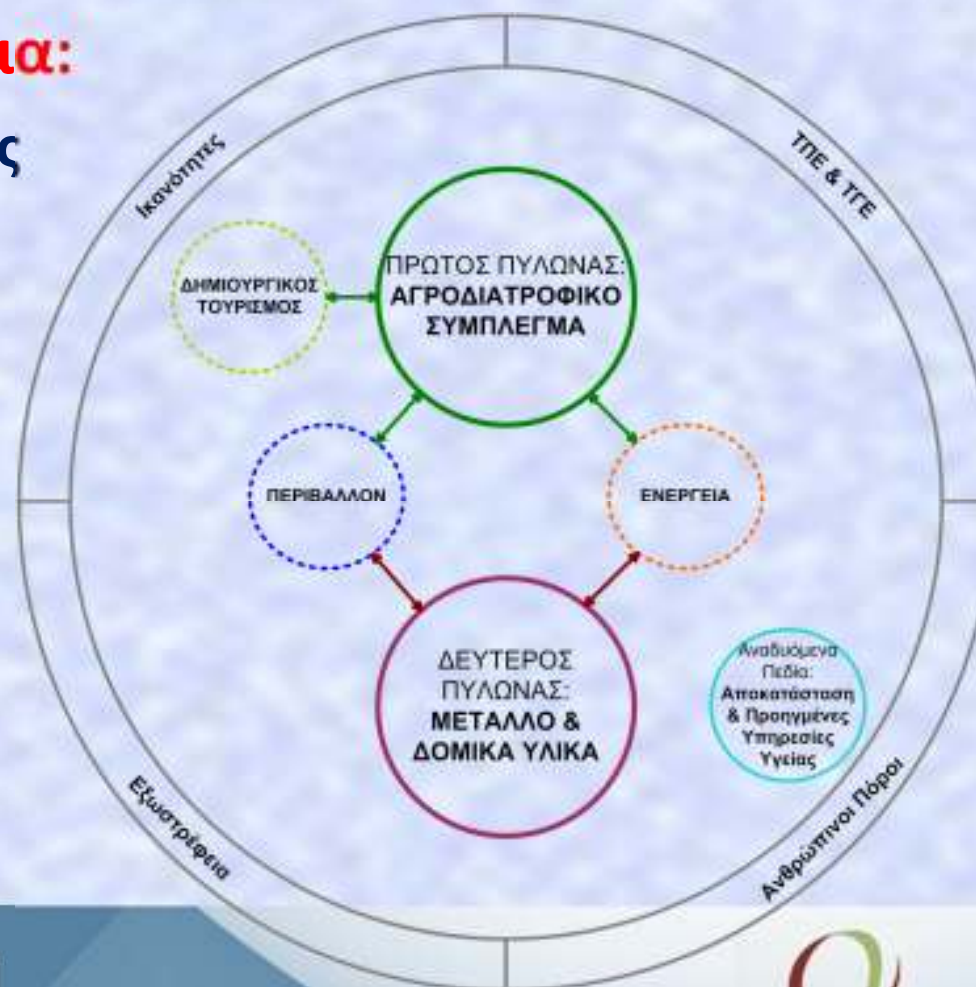 ια:
ς
Ικανότητες
ΤΠΕ & ΤΓΕ
ΠΡΩΤΟΣ ΠΥΛΩΝΑΣ:
ΑΓΡΟΔΙΑΤΡΟΦΙΚΟ
ΣΥΜΠΛΕΓΜΑ
ΔΗΜΙΟΥΡΓΙΚΟΣ
ΤΟΥΡΙΣΜΟΣ
ΠΕΡΙΒΑΛΛΟΝ
ΕΝΕΡΓΕΙΑ
ΔΕΥΤΕΡΟΣ
ΠΥΛΩΝΑΣ:
ΜΕΤΑΛΛΟ &
ΔΟΜΙΚΑ ΥΛΙΚΑ
Αναδυόμενα
Πεδία:
Αποκατάσταση
& Προηγμένες
Υπηρεσίες
Υγείας
Εξωστρέφεια
Ανθρώπινοι Πόροι